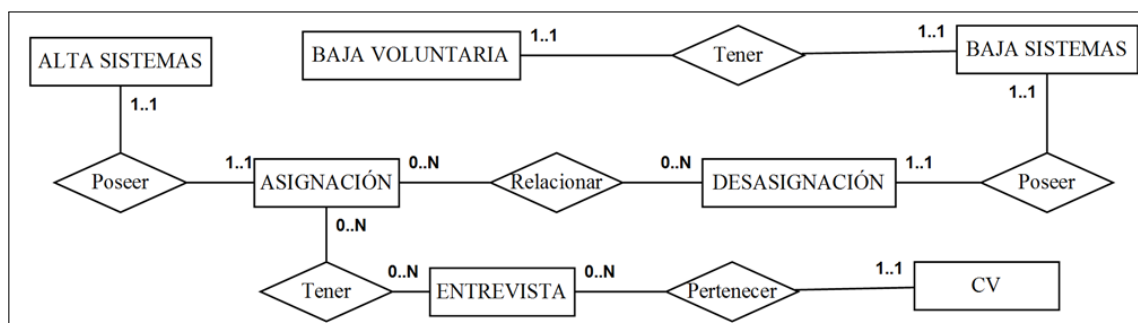 1..1
1..1
ALTA SISTEMAS
BAJA VOLUNTARIA
Tener
BAJA SISTEMAS
1..1
1..1
Poseer
1..1
ASIGNACIÓN
0..N
Relacionar
0..N
DESASIGNACIÓN
1..1
Poseer
0..N
Tener
0..N
ENTREVISTA
0..N
Pertenecer
1..1
CV